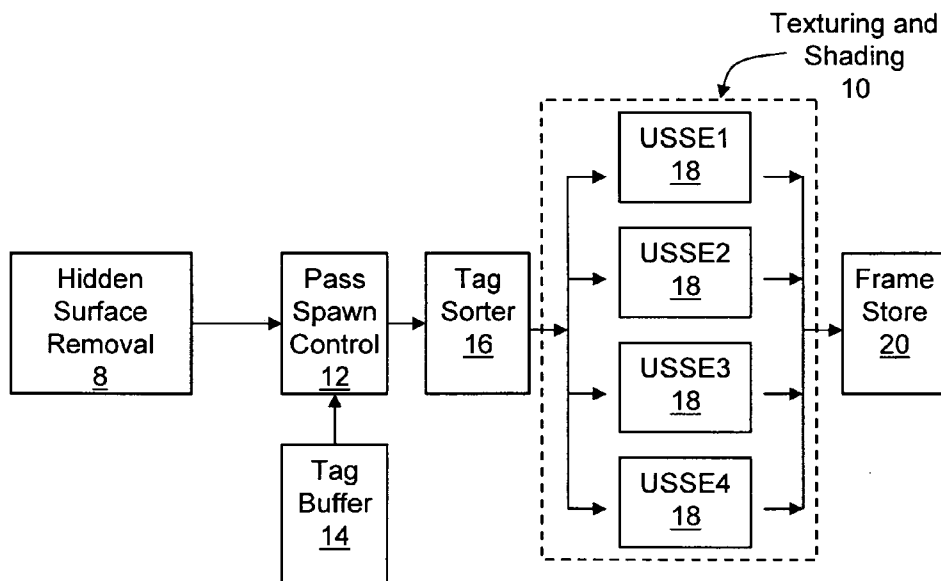 Texturing and
Shading
10
USSE1
18
USSE2
18
USSE3
18
USSE4
18
Hidden
Surface
Removal
8
Pass
Spawn
Control
12
Tag
Sorter
16
Frame
Store
20
Tag
Buffer
14